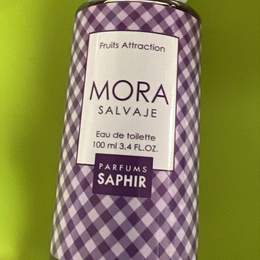 Fruits Attraction
MORA
SALVAJE
Eau de toilette
100 ml 3,4 FL.OZ.
PARFUMS
SAPHIR